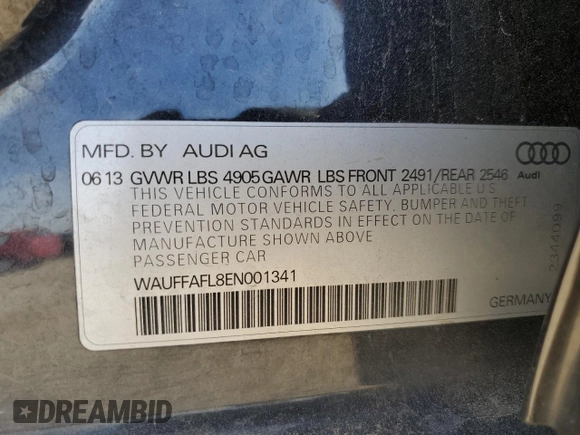 MFD. BY AUDI AG
06 13 GVWR LBS 4905 GAWR LBS FRONT 2491/REAR 2546 Audi
THIS VEHICLE CONFORMS TO ALL APPLICABLE U S
FEDERAL MOTOR VEHICLE SAFETY, BUMPER AND THEFT
PREVENTION STANDARDS IN EFFECT ON THE DATE OF
MANUFACTURE SHOWN ABOVE
PASSENGER CAR
WAUFFAFL8EN001341
GERMANY
2344099
DREAMBID